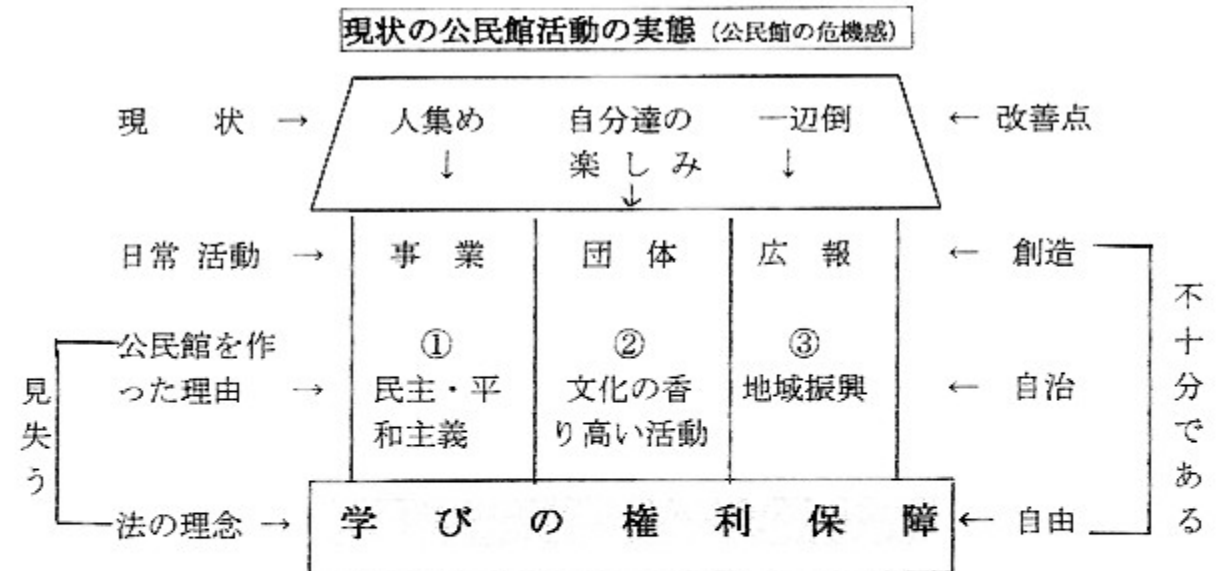 現状の公民館活動の実態（公民館の危機感）
現 状 → 人集め 自分達の 一辺倒 ← 改善点
↓ 楽しみ ↓
↓
日常 活動 → 事 業 団 体 広 報 ← 創造
公民館を作 ① ② ③
った理由 → 民主・平 文化の香 地域振興 ← 自治
和主義 り高い活動
法の理念 → 学びの権利保障 ← 自由
見失う
不十分である